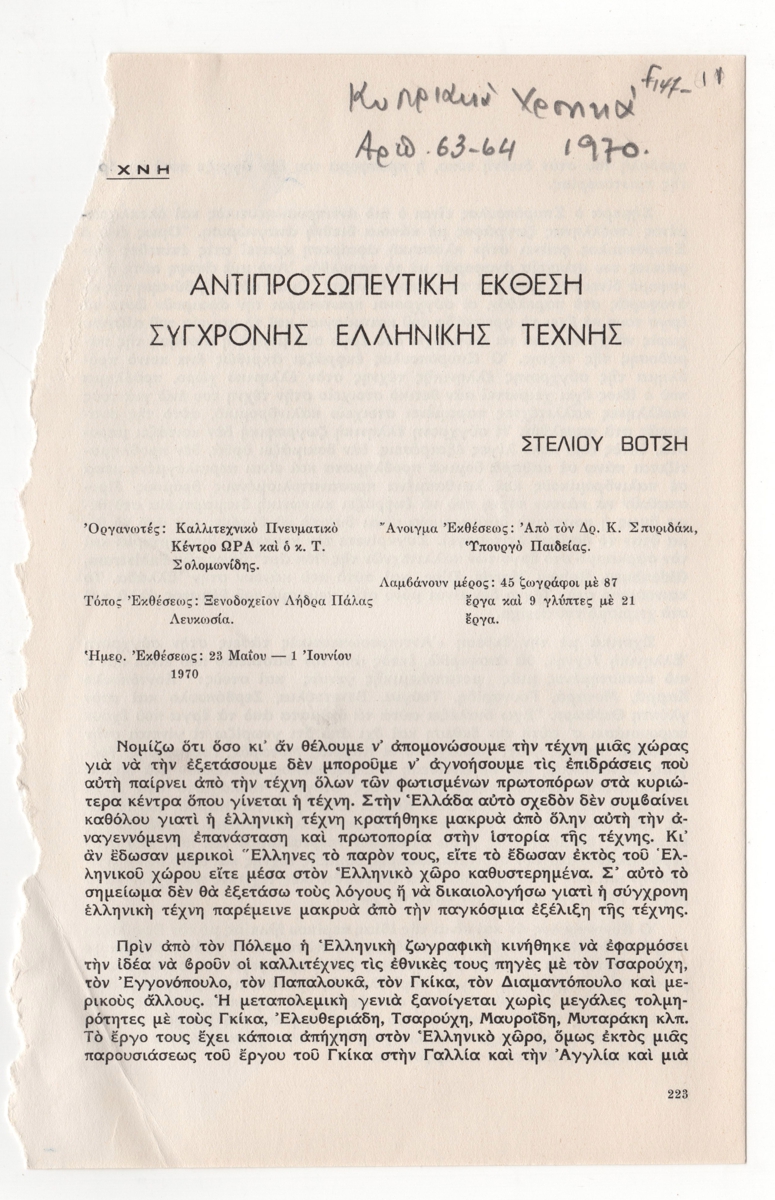 Κυπριακά Χρονικά F147-11
Αριθ. 63-64 1970.
ΧΝΗ
ΑΝΤΙΠΡΟΣΩΠΕΥΤΙΚΗ ΕΚΘΕΣΗ
ΣΥΓΧΡΟΝΗΣ ΕΛΛΗΝΙΚΗΣ ΤΕΧΝΗΣ
ΣΤΕΛΙΟΥ ΒΟΤΣΗ
Ὀργανωτές: Καλλιτεχνικὸ Πνευματικὸ
Κέντρο ΩΡΑ καὶ ὁ κ. Τ.
Σολομωνίδης.
Τόπος Ἐκθέσεως: Ξενοδοχεῖον Λήδρα Πάλας
Λευκωσία.
Ἡμερ. Ἐκθέσεως: 23 Μαΐου — 1 Ἰουνίου
1970
Ἄνοιγμα Ἐκθέσεως: Ἀπὸ τὸν Δρ. Κ. Σπυριδάκι,
Ὑπουργὸ Παιδείας.
Λαμβάνουν μέρος: 45 ζωγράφοι μὲ 87
ἔργα καὶ 9 γλύπτες μὲ 21
ἔργα.
Νομίζω ὅτι ὅσο κι' ἂν θέλουμε ν' ἀπομονώσουμε τὴν τέχνη μιᾶς χώρας
γιὰ νὰ τὴν ἐξετάσουμε δὲν μποροῦμε ν' ἀγνοήσουμε τὶς ἐπιδράσεις ποὺ
αὐτὴ παίρνει ἀπὸ τὴν τέχνη ὅλων τῶν φωτισμένων πρωτοπόρων στὰ κυριώ-
τερα κέντρα ὅπου γίνεται ἡ τέχνη. Στὴν Ἑλλάδα αὐτὸ σχεδὸν δὲν συμβαίνει
καθόλου γιατὶ ἡ ἑλληνικὴ τέχνη κρατήθηκε μακρυὰ ἀπὸ ὅλην αὐτὴ τὴν ἀ-
ναγεννόμενη ἐπανάσταση καὶ πρωτοπορία στὴν ἱστορία τῆς τέχνης. Κι'
ἂν ἔδωσαν μερικοὶ Ἕλληνες τὸ παρὸν τους, εἴτε τὸ ἔδωσαν ἐκτὸς τοῦ Ἑλ-
ληνικοῦ χώρου εἴτε μέσα στὸν Ἑλληνικὸ χῶρο καθυστερημένα. Σ' αὐτὸ τὸ
σημείωμα δὲν θὰ ἐξετάσω τοὺς λόγους ἢ νὰ δικαιολογήσω γιατὶ ἡ σύγχρονη
ἑλληνικὴ τέχνη παρέμεινε μακρυὰ ἀπὸ τὴν παγκόσμια ἐξέλιξη τῆς τέχνης.
Πρὶν ἀπὸ τὸν Πόλεμο ἡ Ἑλληνικὴ ζωγραφικὴ κινήθηκε νὰ ἐφαρμόσει
τὴν ἰδέα νὰ βροῦν οἱ καλλιτέχνες τὶς ἐθνικές τους πηγὲς μὲ τὸν Τσαρούχη,
τὸν Ἐγγονόπουλο, τὸν Παπαλουκᾶ, τὸν Γκίκα, τὸν Διαμαντόπουλο καὶ με-
ρικοὺς ἄλλους. Ἡ μεταπολεμικὴ γενιὰ ξανοίγεται χωρὶς μεγάλες τολμη-
ρότητες μὲ τοὺς Γκίκα, Ἐλευθεριάδη, Τσαρούχη, Μαυροΐδη, Μυταράκη κλπ.
Τὸ ἔργο τους ἔχει κάποια ἀπήχηση στὸν Ἑλληνικὸ χῶρο, ὅμως ἐκτὸς μιᾶς
παρουσιάσεως τοῦ ἔργου τοῦ Γκίκα στὴν Γαλλία καὶ τὴν Ἀγγλία καὶ μιὰ
223